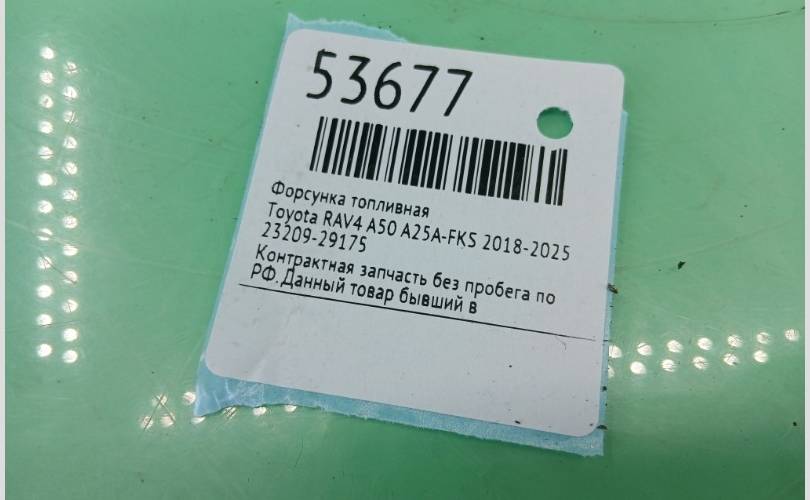 53677
Форсунка топливная
Toyota RAV4 A50 A25A-FKS 2018-2025
23209-29175
Контрактная запчасть без пробега по
РФ. Данный товар бывший в